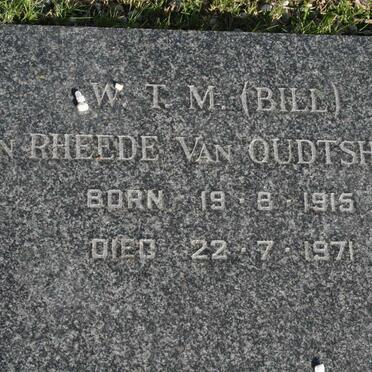 W. T. M. (BILL)
N RHEEDE VAN OUDTSH
BORN 19 · 8 · 1915
DIED 22 · 7 · 1971